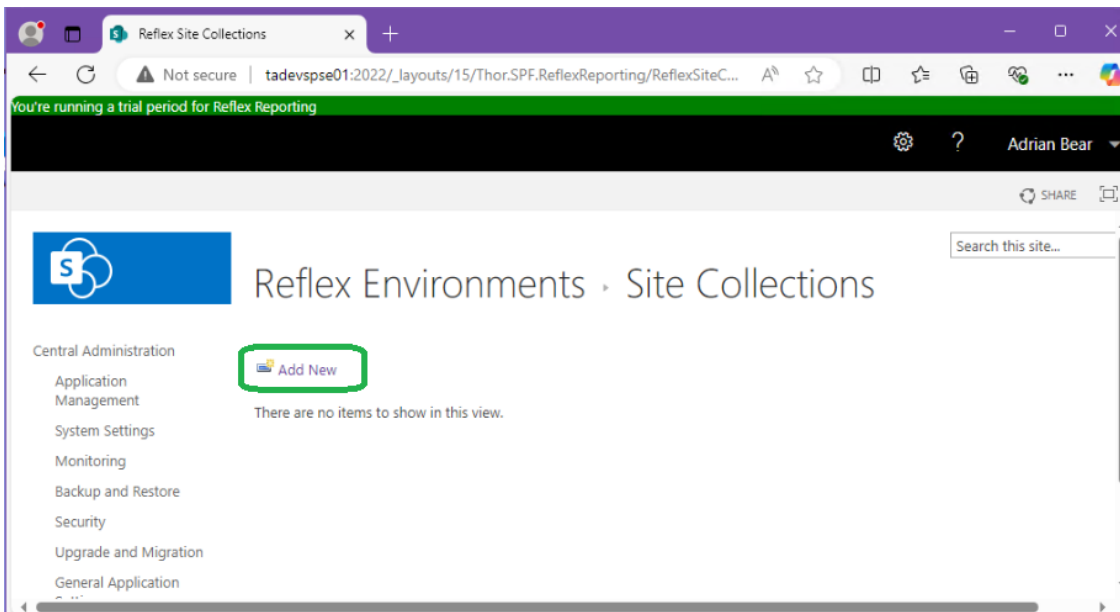 Reflex Site Collections
Not secure | tadevspse01:2022/_layouts/15/Thor.SPF.ReflexReporting/ReflexSiteC...
You're running a trial period for Reflex Reporting
? Adrian Bear
SHARE
Search this site...
S
Reflex Environments Site Collections
Central Administration
Add New
Application
Management
There are no items to show in this view.
System Settings
Monitoring
Backup and Restore
Security
Upgrade and Migration
General Application